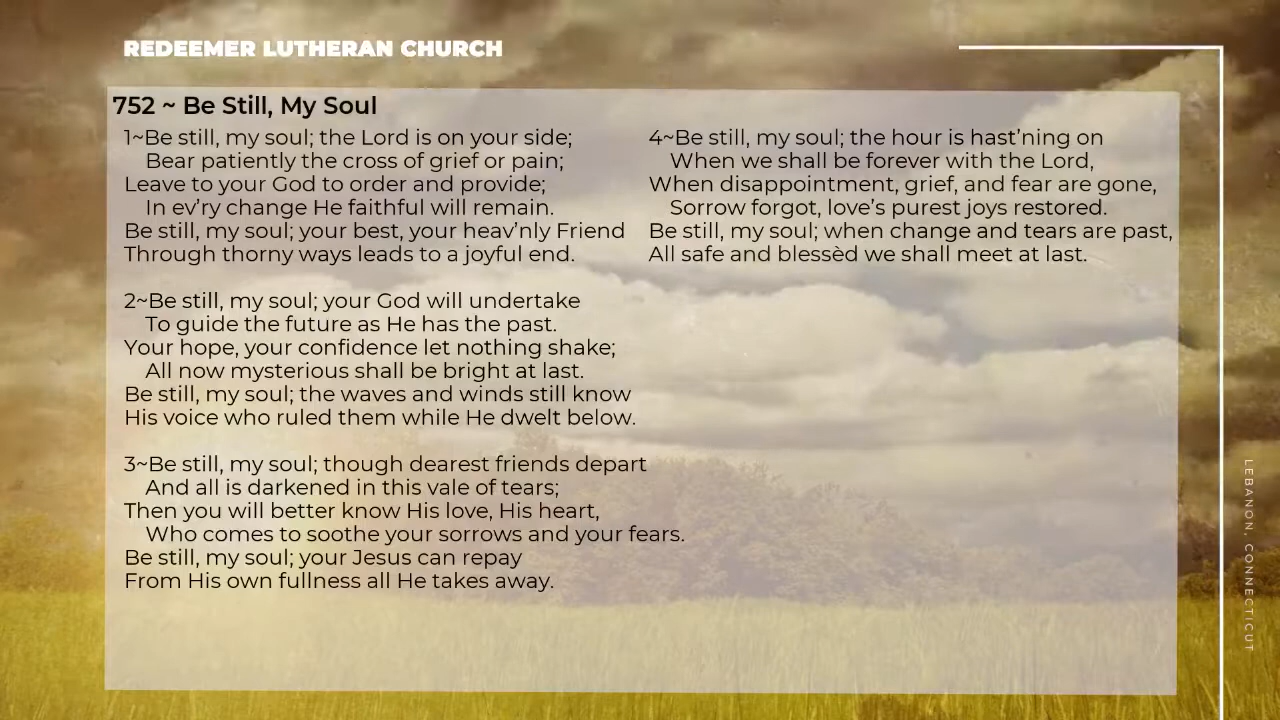 REDEEMER LUTHERAN CHURCH
752 ~ Be Still, My Soul
1~Be still, my soul; the Lord is on your side;
Bear patiently the cross of grief or pain;
Leave to your God to order and provide;
In ev’ry change He faithful will remain.
Be still, my soul; your best, your heav’nly Friend
Through thorny ways leads to a joyful end.
2~Be still, my soul; your God will undertake
To guide the future as He has the past.
Your hope, your confidence let nothing shake;
All now mysterious shall be bright at last.
Be still, my soul; the waves and winds still know
His voice who ruled them while He dwelt below.
3~Be still, my soul; though dearest friends depart
And all is darkened in this vale of tears;
Then you will better know His love, His heart,
Who comes to soothe your sorrows and your fears.
Be still, my soul; your Jesus can repay
From His own fullness all He takes away.
4~Be still, my soul; the hour is hast’ning on
When we shall be forever with the Lord,
When disappointment, grief, and fear are gone,
Sorrow forgot, love’s purest joys restored.
Be still, my soul; when change and tears are past,
All safe and blessèd we shall meet at last.
LEBANON, CONNECTICUT